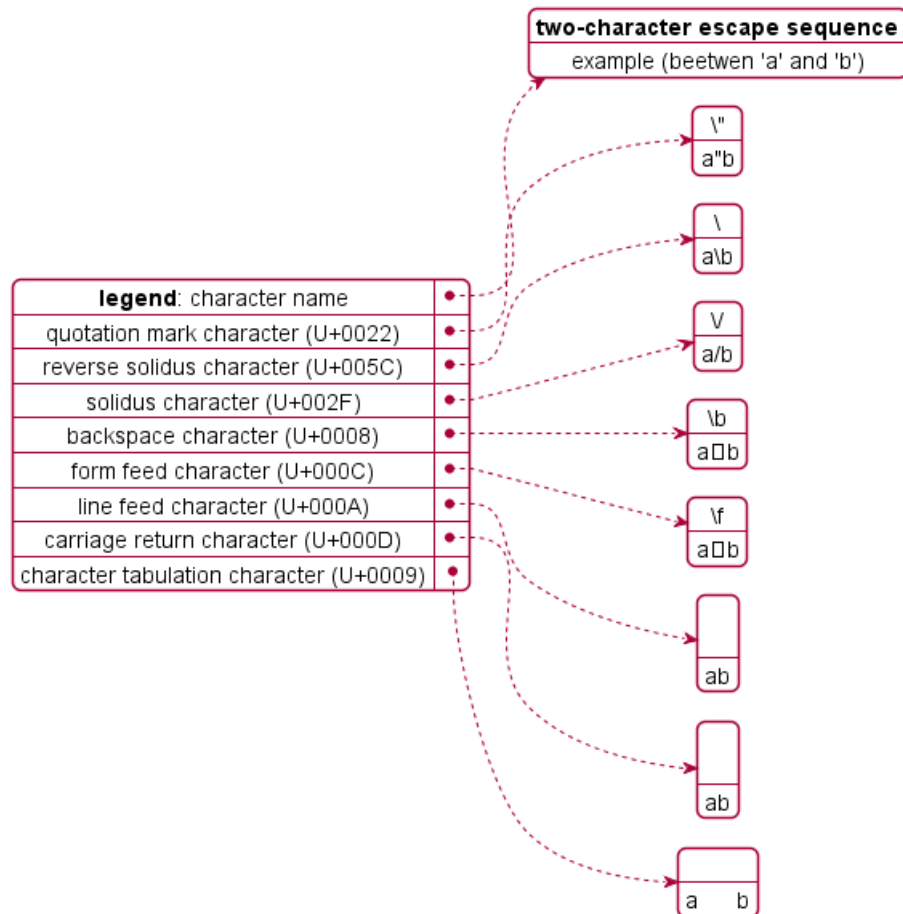 two-character escape sequence
example (beetwen 'a' and 'b')
\"
a"b
\
a\b
\/
a/b
legend: character name
quotation mark character (U+0022)
reverse solidus character (U+005C)
solidus character (U+002F)
backspace character (U+0008)
form feed character (U+000C)
line feed character (U+000A)
carriage return character (U+000D)
character tabulation character (U+0009)
\b
a▯b
\f
a▯b
ab
ab
a	b